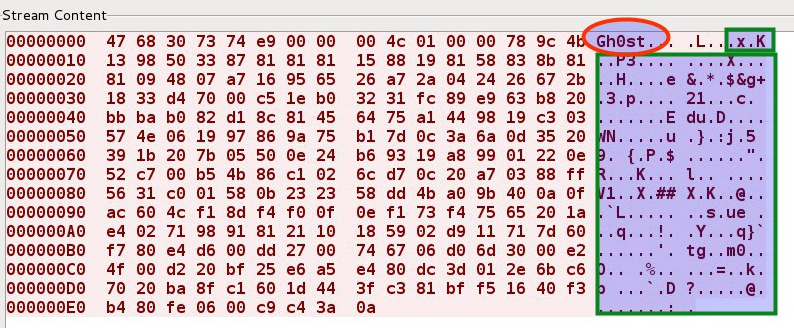 Stream Content
00000000 47 68 30 73 74 e9 00 00 00 4c 01 00 00 78 9c 4b Gh0st... .L...x.K
00000010 13 98 50 33 87 81 81 81 15 88 19 81 58 83 8b 81 ..P3.... ....X...
00000020 81 09 48 07 a7 16 95 65 26 a7 2a 04 24 26 67 2b ..H....e &.*.$&g+
00000030 18 33 d4 70 00 c5 1e b0 32 31 fc 89 e9 63 b8 20 .3.p.... 21...c.
00000040 bb ba b0 82 d1 8c 81 45 64 75 a1 44 98 19 c3 03 .......E du.D....
00000050 57 4e 06 19 97 86 9a 75 b1 7d 0c 3a 6a 0d 35 20 WN.....u .}.:j.5
00000060 39 1b 20 7b 05 50 0e 24 b6 93 19 a8 99 01 22 0e 9. {.P.$ ......".
00000070 52 c7 00 b5 4b 86 c1 02 6c d7 0c 20 a7 03 88 ff R...K... l.. ....
00000080 56 31 c0 01 58 0b 23 23 58 dd 4b a0 9b 40 0a 0f V1..X.## X.K..@..
00000090 ac 60 4c f1 8d f4 f0 0f 0e f1 73 f4 75 65 20 1a .`L..... ..s.ue .
000000A0 e4 02 71 98 91 81 21 10 18 59 02 d9 11 71 7d 60 ..q...!. .Y...q}`
000000B0 f7 80 e4 d6 00 dd 27 00 74 67 06 d0 6d 30 00 e2 ......'. tg..m0..
000000C0 4f 00 d2 20 bf 25 e6 a5 e4 80 dc 3d 01 2e 6b c6 O.. .%.. ...=..k.
000000D0 70 20 ba 8f c1 60 1d 44 3f c3 81 bf f5 16 40 f3 p ...`.D ?.....@.
000000E0 b4 80 fe 06 00 c9 c4 3a 0a .......: .